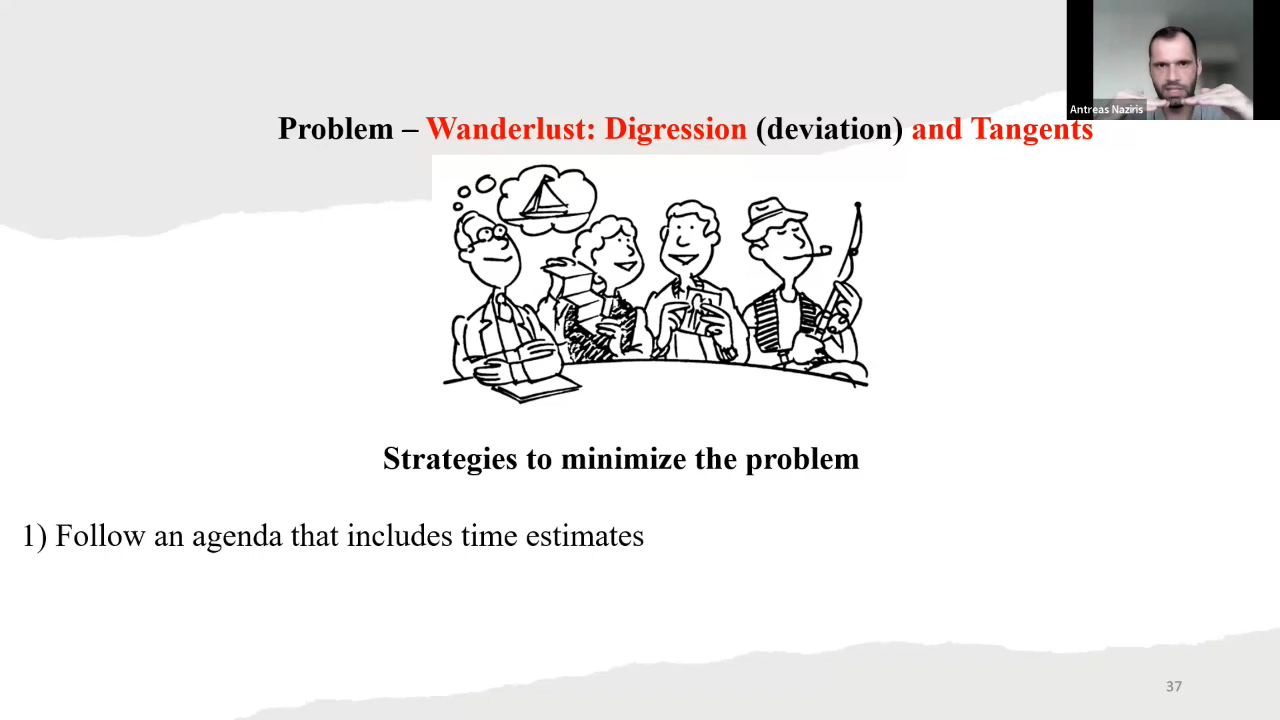 Antreas Naziris
Problem – Wanderlust: Digression (deviation) and Tangents
Strategies to minimize the problem
1) Follow an agenda that includes time estimates
37